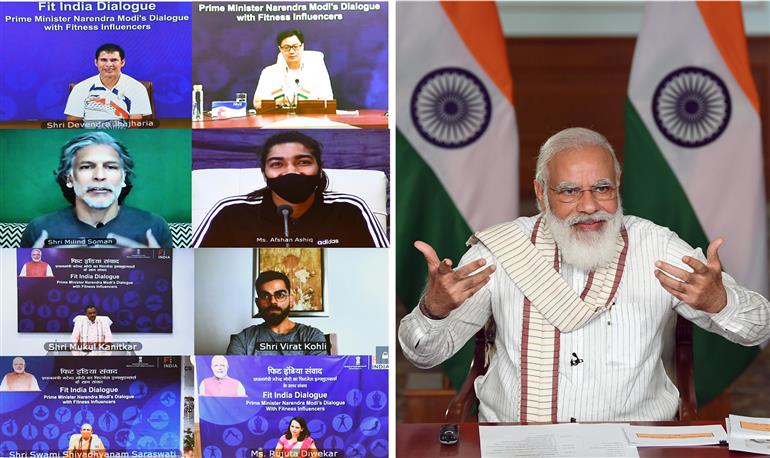 Fit India Dialogue
Prime Minister Narendra Modi's Dialogue
with Fitness Influencers
Shri Devendra Jhajharia
Prime Minister Narendra Modi's Dialogue
with Fitness Influencers
Shri Milind Soman
Ms. Afshan Ashiq
adidas
फिट इंडिया संवाद
Fit India Dialogue
Prime Minister Narendra Modi's Dialogue
with Fitness Influencers
INDIA
Shri Mukul Kanitkar
Shri Virat Kohli
फिट इंडिया संवाद
Fit India Dialogue
Prime Minister Narendra Modi's Dialogue
with Fitness Influencers
Shri Swami Shivadhyanam Saraswati
फिट इंडिया संवाद
INDIA
Fit India Dialogue
Prime Minister Narendra Modi's Dialogue
with Fitness Influencers
Ms. Rujuta Diwekar